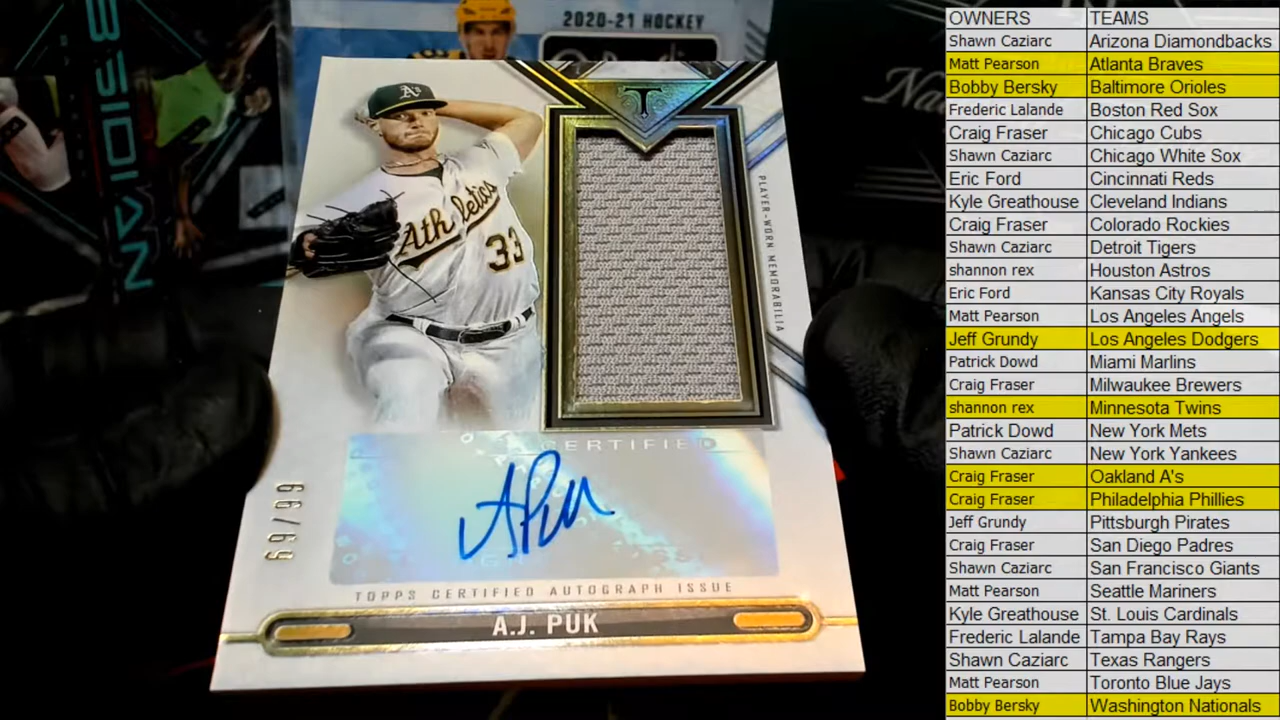 2020-21 HOCKEY
A's
T
Athletics
33
PLAYER-WORN MEMORABILIA
CERTIFIED
A Puk
69/99
TOPPS CERTIFIED AUTOGRAPH ISSUE
A.J. PUK
OWNERS TEAMS
Shawn Caziarc Arizona Diamondbacks
Matt Pearson Atlanta Braves
Bobby Bersky Baltimore Orioles
Frederic Lalande Boston Red Sox
Craig Fraser Chicago Cubs
Shawn Caziarc Chicago White Sox
Eric Ford Cincinnati Reds
Kyle Greathouse Cleveland Indians
Craig Fraser Colorado Rockies
Shawn Caziarc Detroit Tigers
shannon rex Houston Astros
Eric Ford Kansas City Royals
Matt Pearson Los Angeles Angels
Jeff Grundy Los Angeles Dodgers
Patrick Dowd Miami Marlins
Craig Fraser Milwaukee Brewers
shannon rex Minnesota Twins
Patrick Dowd New York Mets
Shawn Caziarc New York Yankees
Craig Fraser Oakland A's
Craig Fraser Philadelphia Phillies
Jeff Grundy Pittsburgh Pirates
Craig Fraser San Diego Padres
Shawn Caziarc San Francisco Giants
Matt Pearson Seattle Mariners
Kyle Greathouse St. Louis Cardinals
Frederic Lalande Tampa Bay Rays
Shawn Caziarc Texas Rangers
Matt Pearson Toronto Blue Jays
Bobby Bersky Washington Nationals